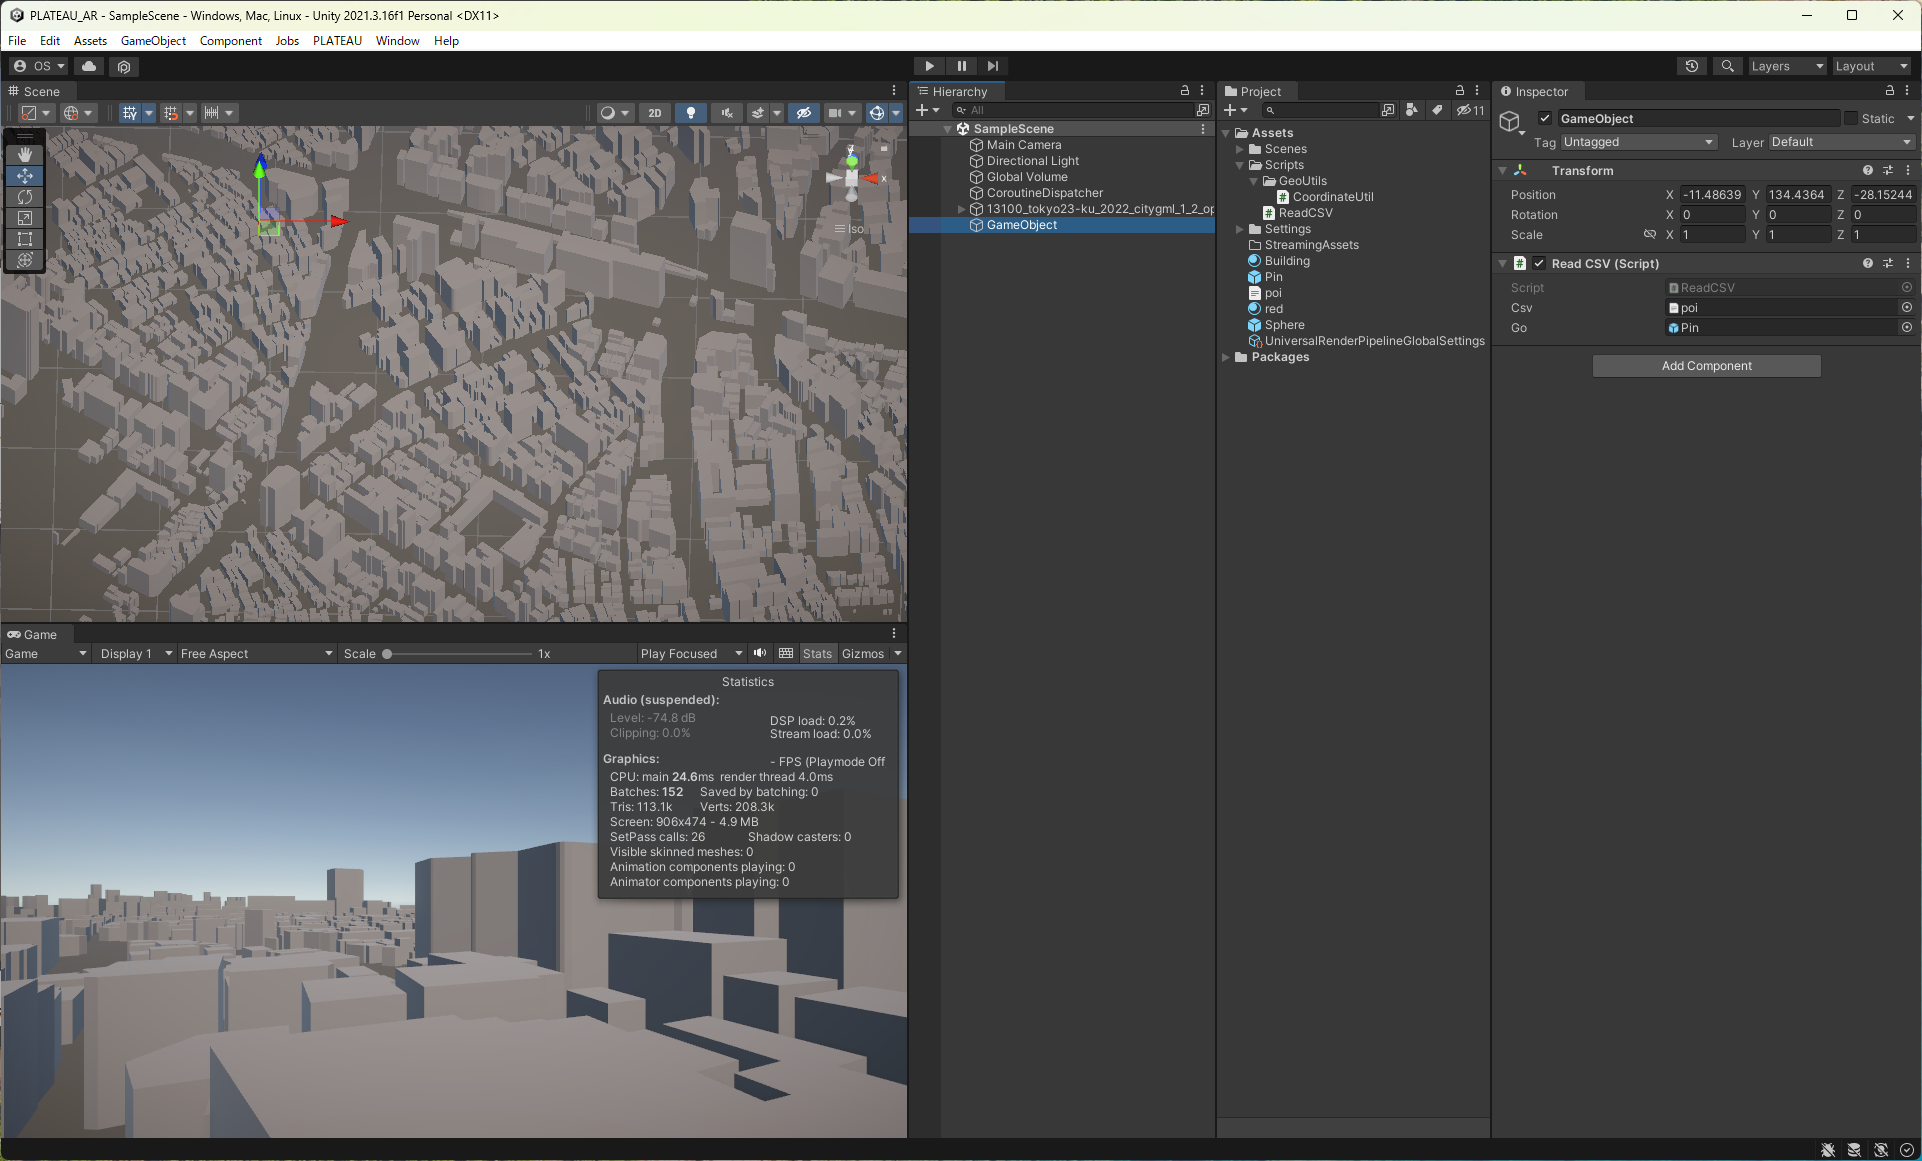 PLATEAU_AR - SampleScene - Windows, Mac, Linux - Unity 2021.3.16f1 Personal <DX11>
File Edit Assets GameObject Component Jobs PLATEAU Window Help
OS
Layers Layout
Scene
2D
y
x
Iso
Game
Game Display 1 Free Aspect Scale 1x Play Focused Stats Gizmos
Statistics
Audio (suspended):
Level: -74.8 dB DSP load: 0.2%
Clipping: 0.0% Stream load: 0.0%
Graphics: - FPS (Playmode Off
CPU: main 24.6ms render thread 4.0ms
Batches: 152 Saved by batching: 0
Tris: 113.1k Verts: 208.3k
Screen: 906x474 - 4.9 MB
SetPass calls: 26 Shadow casters: 0
Visible skinned meshes: 0
Animation components playing: 0
Animator components playing: 0
Hierarchy
All
SampleScene
Main Camera
Directional Light
Global Volume
CoroutineDispatcher
13100_tokyo23-ku_2022_citygml_1_2_op
GameObject
Project
11
Assets
Scenes
Scripts
GeoUtils
CoordinateUtil
ReadCSV
Settings
StreamingAssets
Building
Pin
poi
red
Sphere
UniversalRenderPipelineGlobalSettings
Packages
Inspector
GameObject Static
Tag Untagged Layer Default
Transform
Position X -11.48639 Y 134.4364 Z -28.15244
Rotation X 0 Y 0 Z 0
Scale X 1 Y 1 Z 1
Read CSV (Script)
Script ReadCSV
Csv poi
Go Pin
Add Component